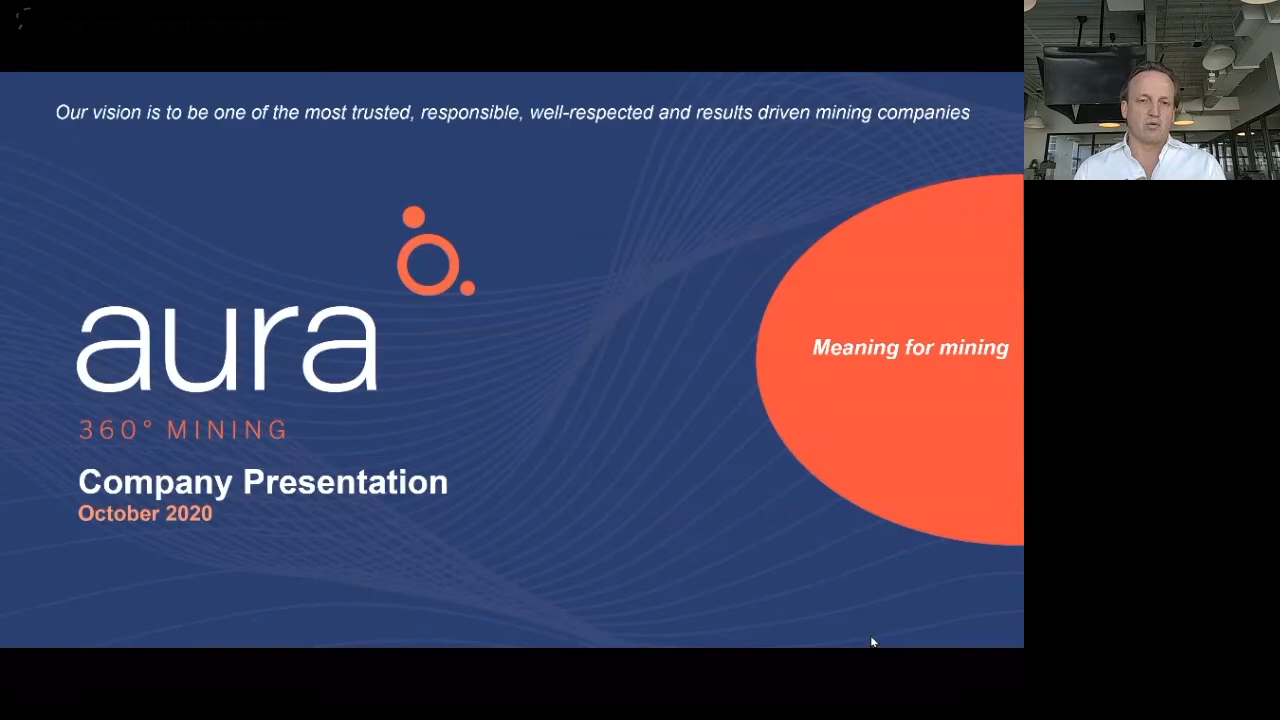 Our vision is to be one of the most trusted, responsible, well-respected and results driven mining companies
aura
360° MINING
Company Presentation
October 2020
Meaning for mining